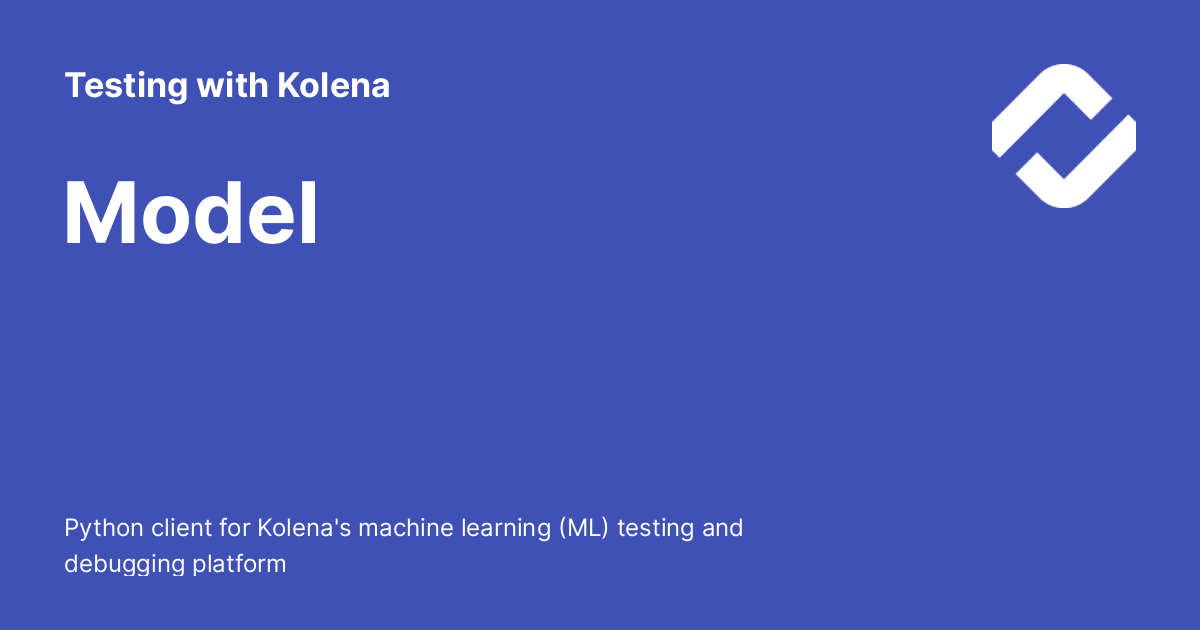 Testing with Kolena
Model
Python client for Kolena's machine learning (ML) testing and
debugging platform